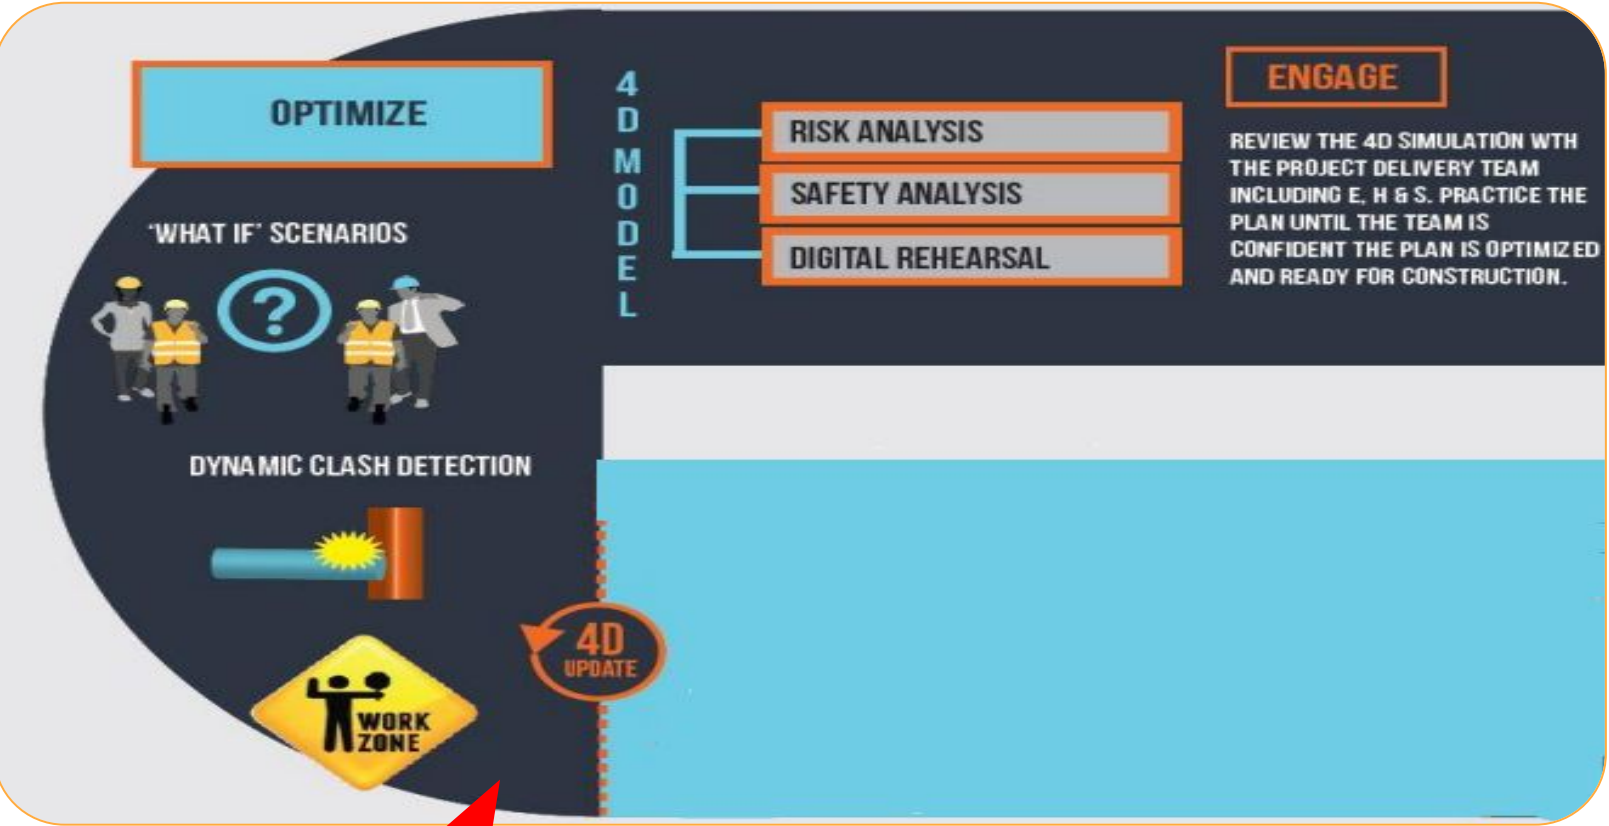 OPTIMIZE
'WHAT IF' SCENARIOS
?
DYNAMIC CLASH DETECTION
WORK
ZONE
4D
UPDATE
4D MODEL
RISK ANALYSIS
SAFETY ANALYSIS
DIGITAL REHEARSAL
ENGAGE
REVIEW THE 4D SIMULATION WTH
THE PROJECT DELIVERY TEAM
INCLUDING E, H & S. PRACTICE THE
PLAN UNTIL THE TEAM IS
CONFIDENT THE PLAN IS OPTIMIZED
AND READY FOR CONSTRUCTION.